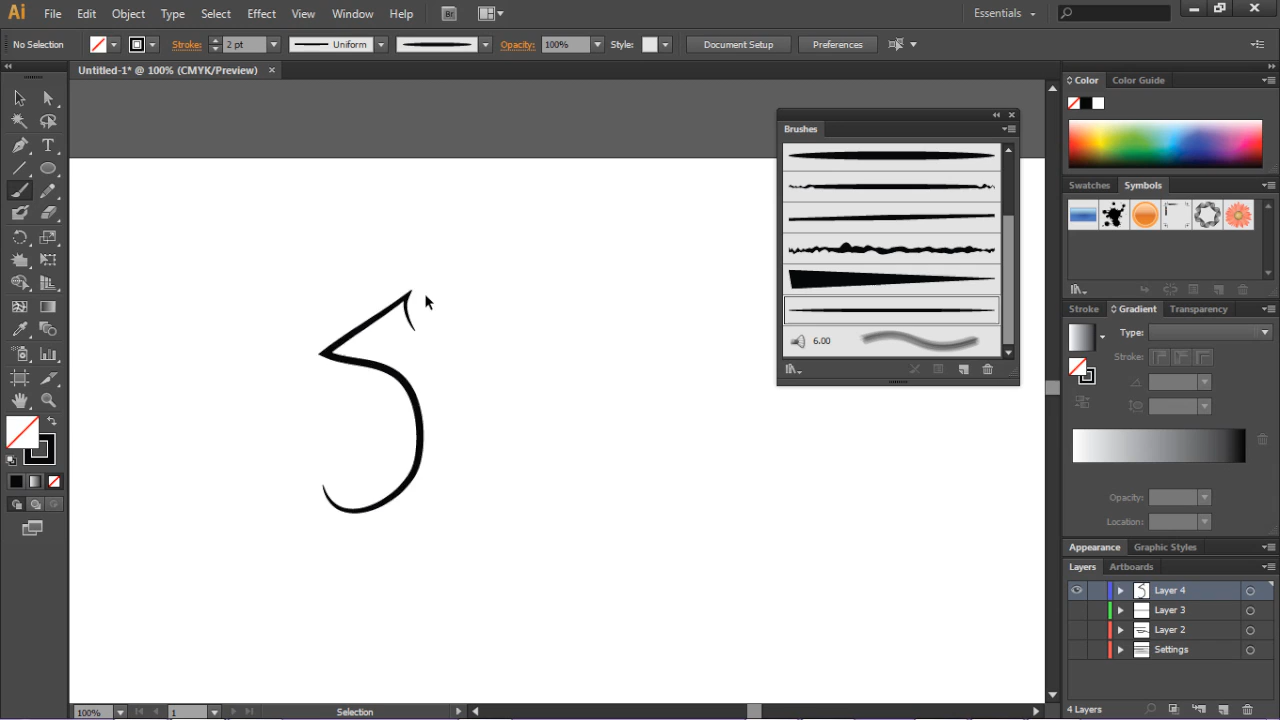 Ai File Edit Object Type Select Effect View Window Help Br Essentials
No Selection Stroke: 2 pt Uniform Opacity: 100% Style: Document Setup Preferences
Untitled-1* @ 100% (CMYK/Preview)
Color Color Guide
Brushes
Swatches Symbols
Stroke Gradient Transparency
Type:
6.00
Stroke:
Opacity:
Location:
Appearance Graphic Styles
Layers Artboards
Layer 4
Layer 3
Layer 2
Settings
100% 1 Selection 4 Layers